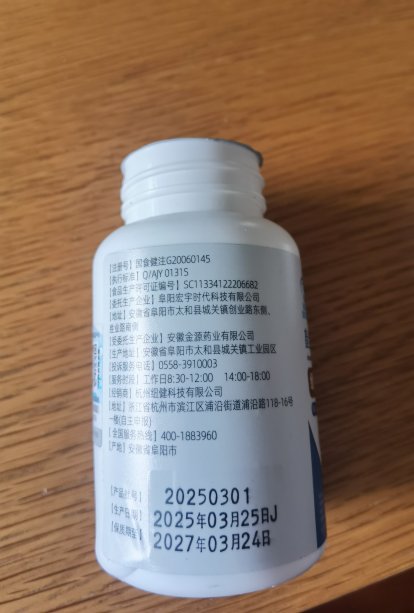 【注册号】国食健注G20060145
【执行标准】Q/AJY 0131S
【食品生产许可证编号】SC11334122206682
【委托生产企业】阜阳宏宇时代科技有限公司
【地址】安徽省阜阳市太和县城关镇创业路东侧、
胜业路南侧
【受委托生产企业】安徽金源药业有限公司
【生产地址】安徽省阜阳市太和县城关镇工业园区
【投诉服务电话】0558-3910003
【服务时段】工作日8:30-12:00 14:00-18:00
【经销商】杭州细健科技有限公司
【地址】浙江省杭州市滨江区浦沿街道浦沿路118-16号
一楼(自主申报)
【全国服务热线】400-1883960
【产地】安徽省阜阳市
【产品批号】 20250301
【生产日期】 2025年03月25日J
【保质期至】 2027年03月24日